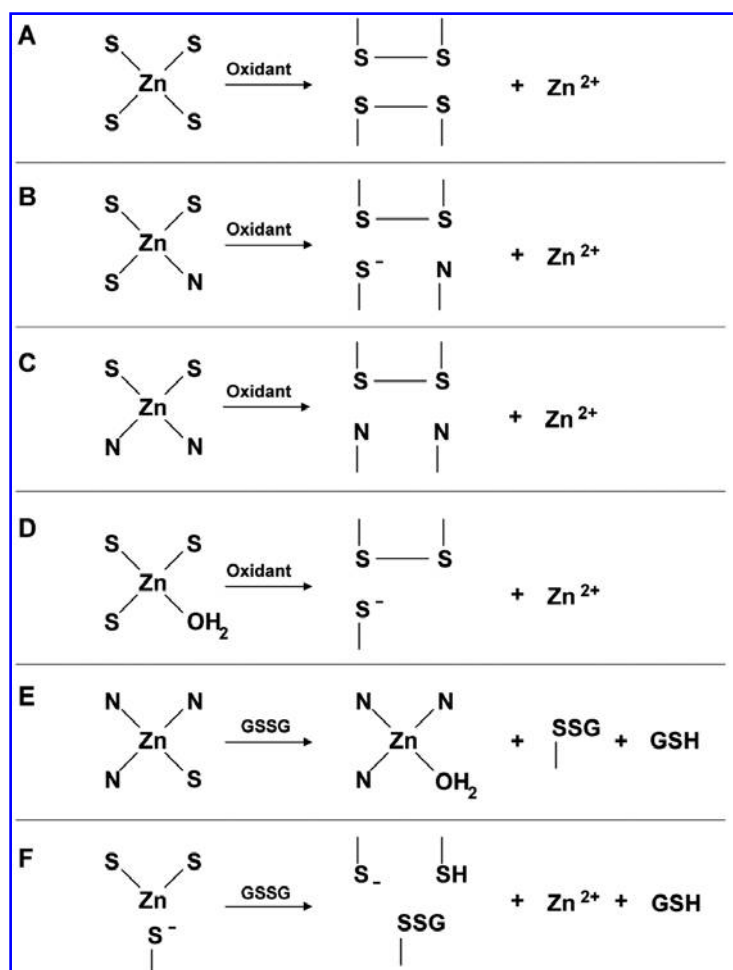 A
S S
Oxidant
Zn
S S
S S
S S
+ Zn 2+
B
S S
Oxidant
Zn
S N
S S
S - N
+ Zn 2+
C
S S
Oxidant
Zn
N N
S S
N N
+ Zn 2+
D
S S
Oxidant
Zn
S OH2
S S
S -
+ Zn 2+
E
N N
GSSG
Zn
N S
N N
Zn
N OH2
+ SSG + GSH
F
S S
GSSG
Zn
S -
S - SH
SSG
+ Zn 2+ + GSH